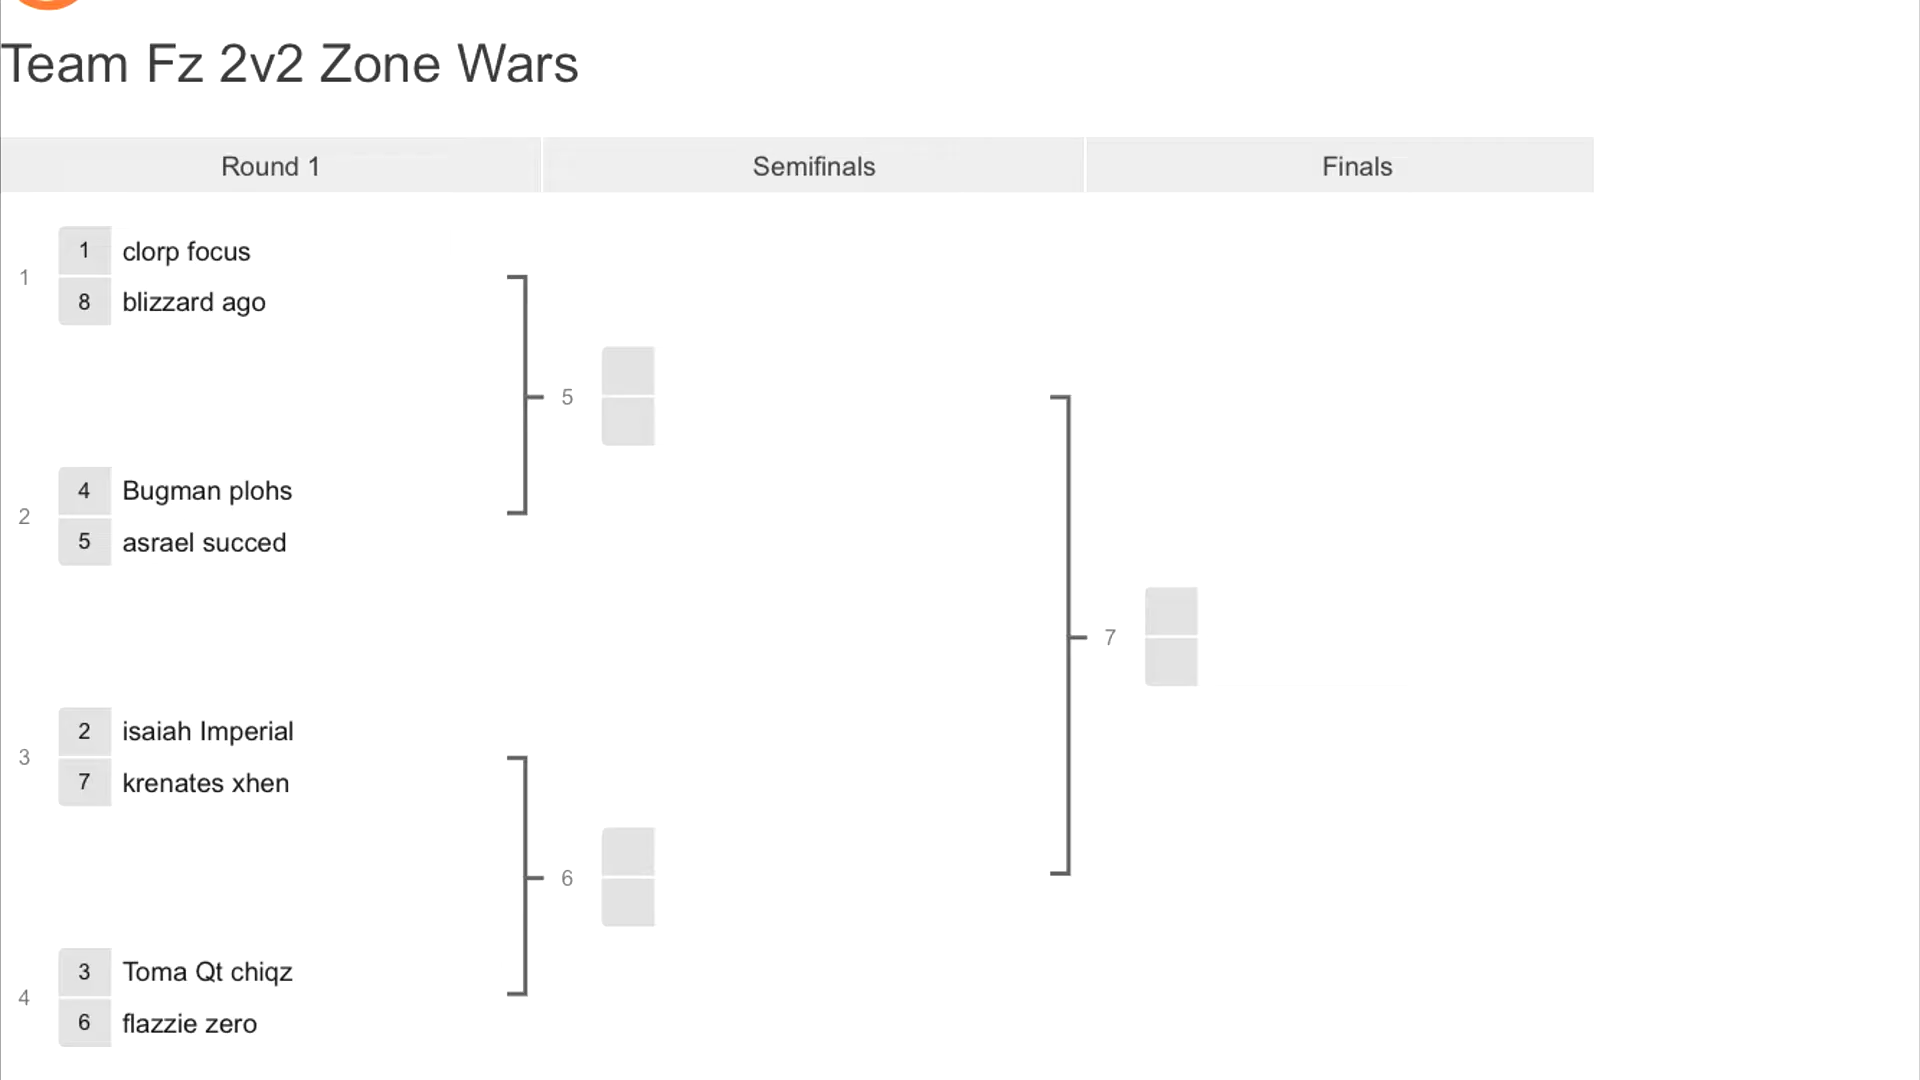 Team Fz 2v2 Zone Wars
Round 1
Semifinals
Finals
1
1 clorp focus
8 blizzard ago
5
2
4 Bugman plohs
5 asrael succed
7
3
2 isaiah Imperial
7 krenates xhen
6
4
3 Toma Qt chiqz
6 flazzie zero